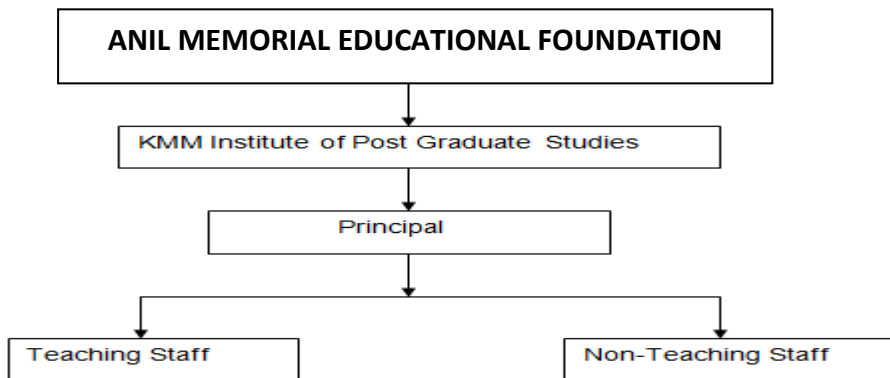 ANIL MEMORIAL EDUCATIONAL FOUNDATION
KMM Institute of Post Graduate Studies
Principal
Teaching Staff
Non-Teaching Staff